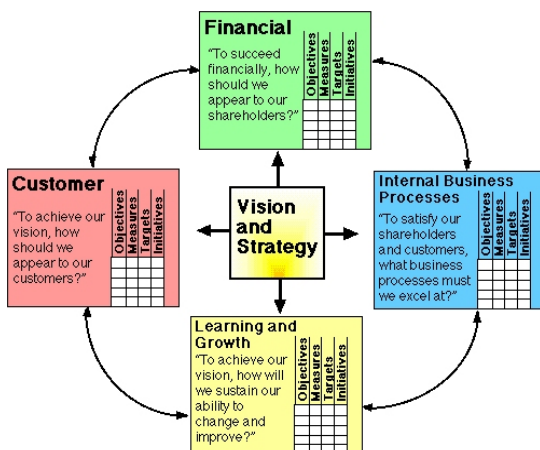 Financial
“To succeed
financially, how
should we
appear to our
shareholders?”
Objectives
Measures
Targets
Initiatives
Customer
“To achieve our
vision, how
should we
appear to our
customers?”
Objectives
Measures
Targets
Initiatives
Vision
and
Strategy
Internal Business
Processes
“To satisfy our
shareholders
and customers,
what business
processes must
we excel at?”
Objectives
Measures
Targets
Initiatives
Learning and
Growth
“To achieve our
vision, how will
we sustain our
ability to
change and
improve?”
Objectives
Measures
Targets
Initiatives